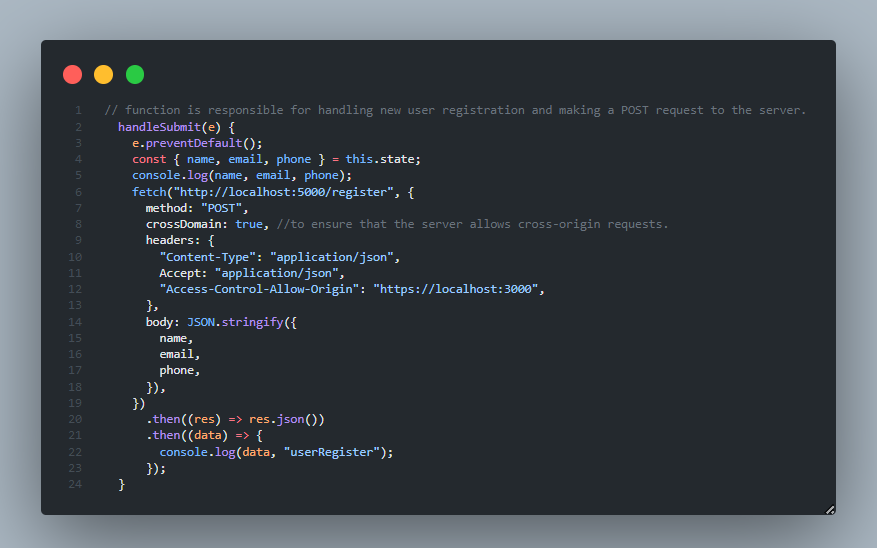 1 // function is responsible for handling new user registration and making a POST request to the server.
2 handleSubmit(e) {
3 e.preventDefault();
4 const { name, email, phone } = this.state;
5 console.log(name, email, phone);
6 fetch("http://localhost:5000/register", {
7 method: "POST",
8 crossDomain: true, //to ensure that the server allows cross-origin requests.
9 headers: {
10 "Content-Type": "application/json",
11 Accept: "application/json",
12 "Access-Control-Allow-Origin": "https://localhost:3000",
13 },
14 body: JSON.stringify({
15 name,
16 email,
17 phone,
18 }),
19 })
20 .then((res) => res.json())
21 .then((data) => {
22 console.log(data, "userRegister");
23 });
24 }